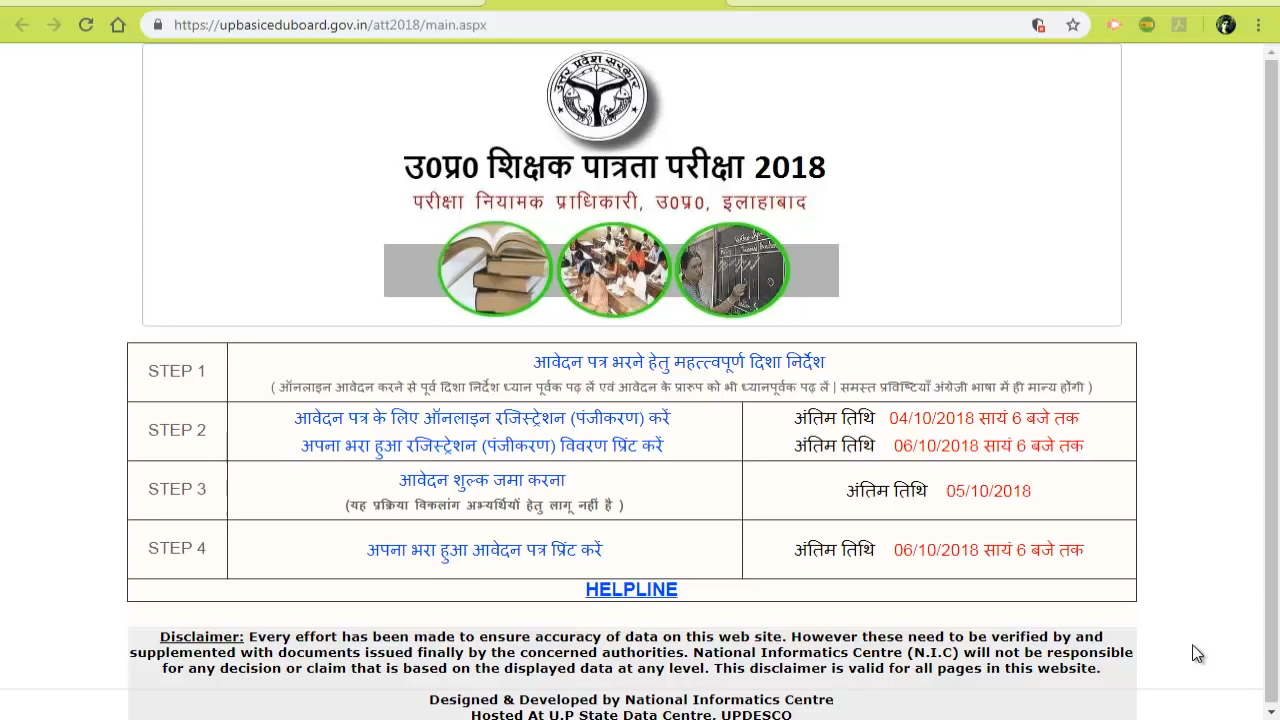 https://upbasiceduboard.gov.in/att2018/main.aspx
उत्तर प्रदेश सरकार
उ0प्र0 शिक्षक पात्रता परीक्षा 2018
परीक्षा नियामक प्राधिकारी, उ0प्र0, इलाहाबाद
STEP 1
आवेदन पत्र भरने हेतु महत्त्वपूर्ण दिशा निर्देश
( ऑनलाइन आवेदन करने से पूर्व दिशा निर्देश ध्यान पूर्वक पढ़ लें एवं आवेदन के प्रारुप को भी ध्यानपूर्वक पढ़ लें | समस्त प्रविष्टियाँ अंग्रेजी भाषा में ही मान्य होंगी )
STEP 2
आवेदन पत्र के लिए ऑनलाइन रजिस्ट्रेशन (पंजीकरण) करें
अंतिम तिथि 04/10/2018 सायं 6 बजे तक
अपना भरा हुआ रजिस्ट्रेशन (पंजीकरण) विवरण प्रिंट करें
अंतिम तिथि 06/10/2018 सायं 6 बजे तक
STEP 3
आवेदन शुल्क जमा करना
(यह प्रक्रिया विकलांग अभ्यर्थियों हेतु लागू नहीं है )
अंतिम तिथि 05/10/2018
STEP 4
अपना भरा हुआ आवेदन पत्र प्रिंट करें
अंतिम तिथि 06/10/2018 सायं 6 बजे तक
HELPLINE
Disclaimer: Every effort has been made to ensure accuracy of data on this web site. However these need to be verified by and
supplemented with documents issued finally by the concerned authorities. National Informatics Centre (N.I.C) will not be responsible
for any decision or claim that is based on the displayed data at any level. This disclaimer is valid for all pages in this website.
Designed & Developed by National Informatics Centre
Hosted At U.P State Data Centre, UPDESCO